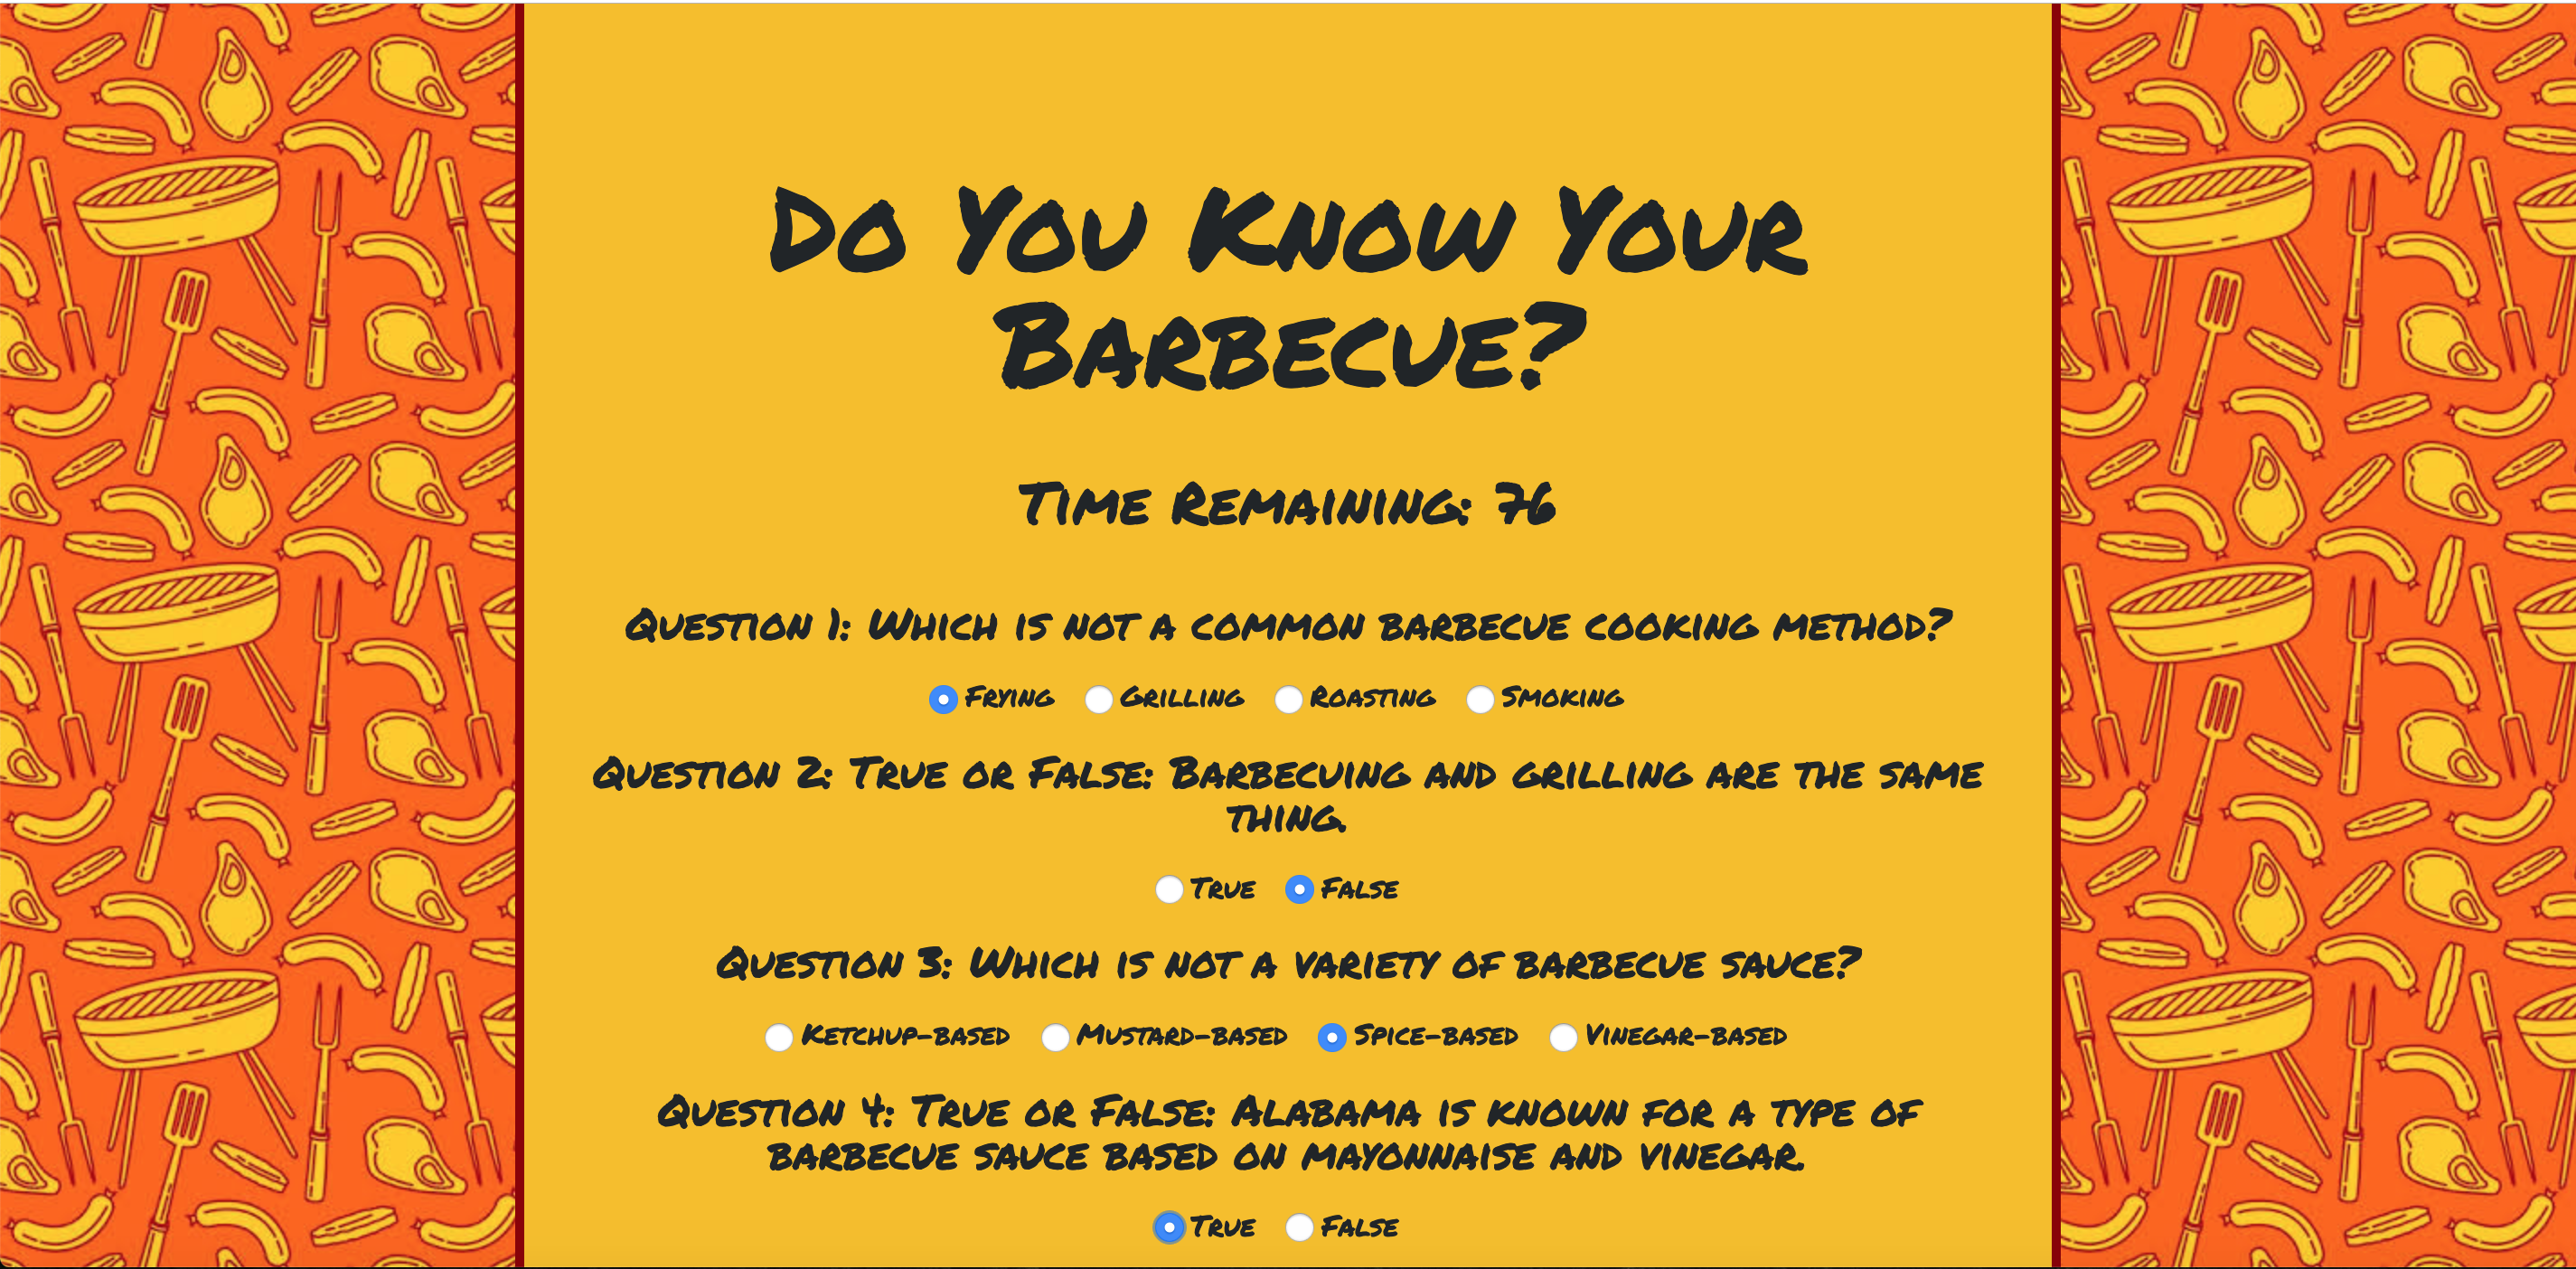 Do You Know Your
Barbecue?
Time Remaining: 76
Question 1: Which is not a common barbecue cooking method?
Frying Grilling Roasting Smoking
Question 2: True or False: Barbecuing and grilling are the same
thing.
True False
Question 3: Which is not a variety of barbecue sauce?
Ketchup-based Mustard-based Spice-based Vinegar-based
Question 4: True or False: Alabama is known for a type of
barbecue sauce based on mayonnaise and vinegar.
True False